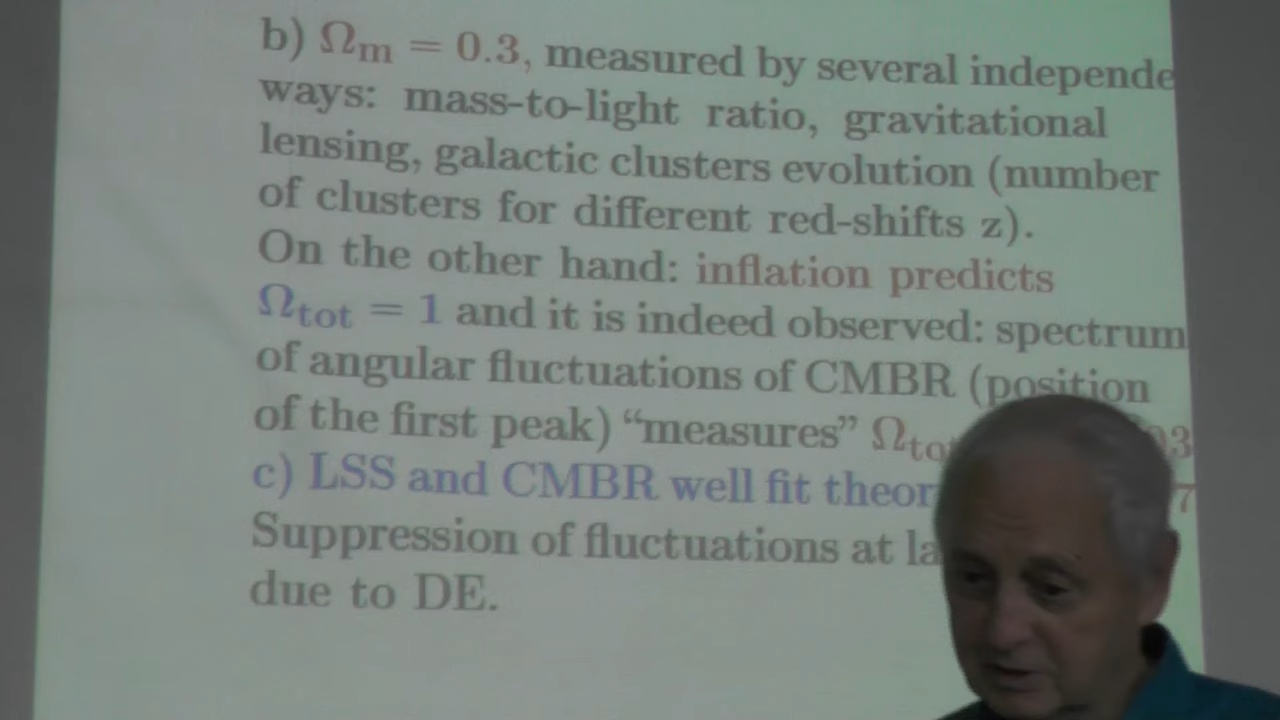 b) Ωm = 0.3, measured by several independe
ways: mass-to-light ratio, gravitational
lensing, galactic clusters evolution (number
of clusters for different red-shifts z).
On the other hand: inflation predicts
Ωtot = 1 and it is indeed observed: spectrum
of angular fluctuations of CMBR (position
of the first peak) “measures” Ωtot 03
c) LSS and CMBR well fit theor 7
Suppression of fluctuations at la
due to DE.